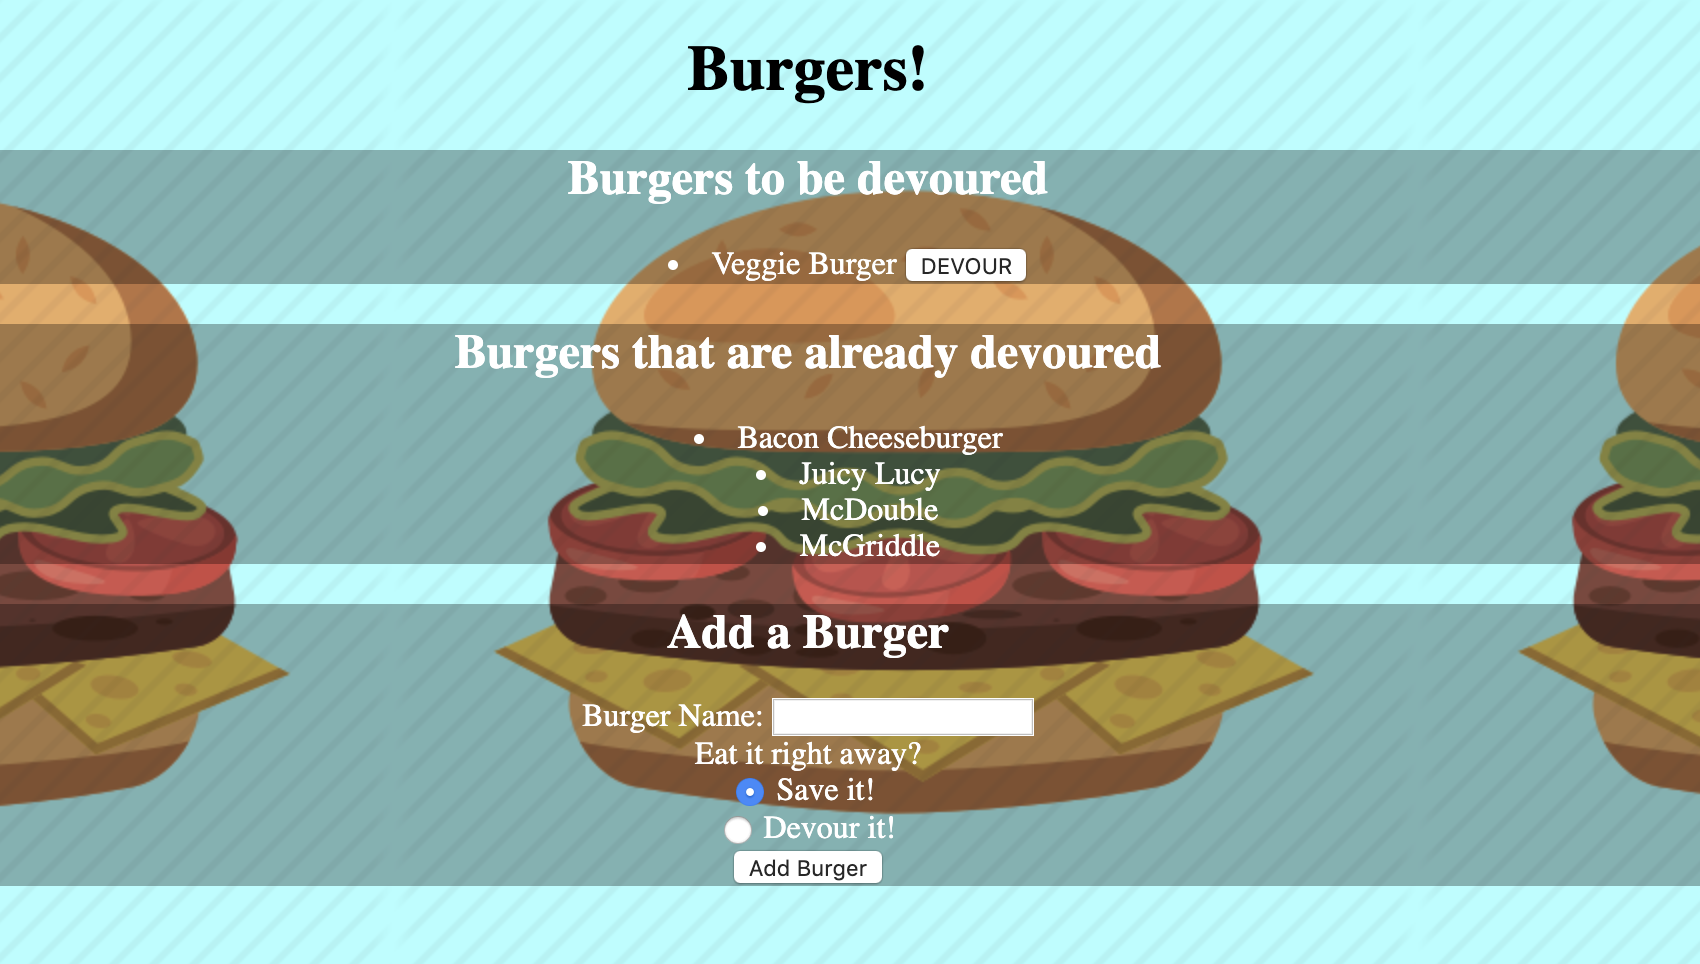 Burgers!
Burgers to be devoured
• Veggie Burger DEVOUR
Burgers that are already devoured
• Bacon Cheeseburger
• Juicy Lucy
• McDouble
• McGriddle
Add a Burger
Burger Name:
Eat it right away?
Save it!
Devour it!
Add Burger